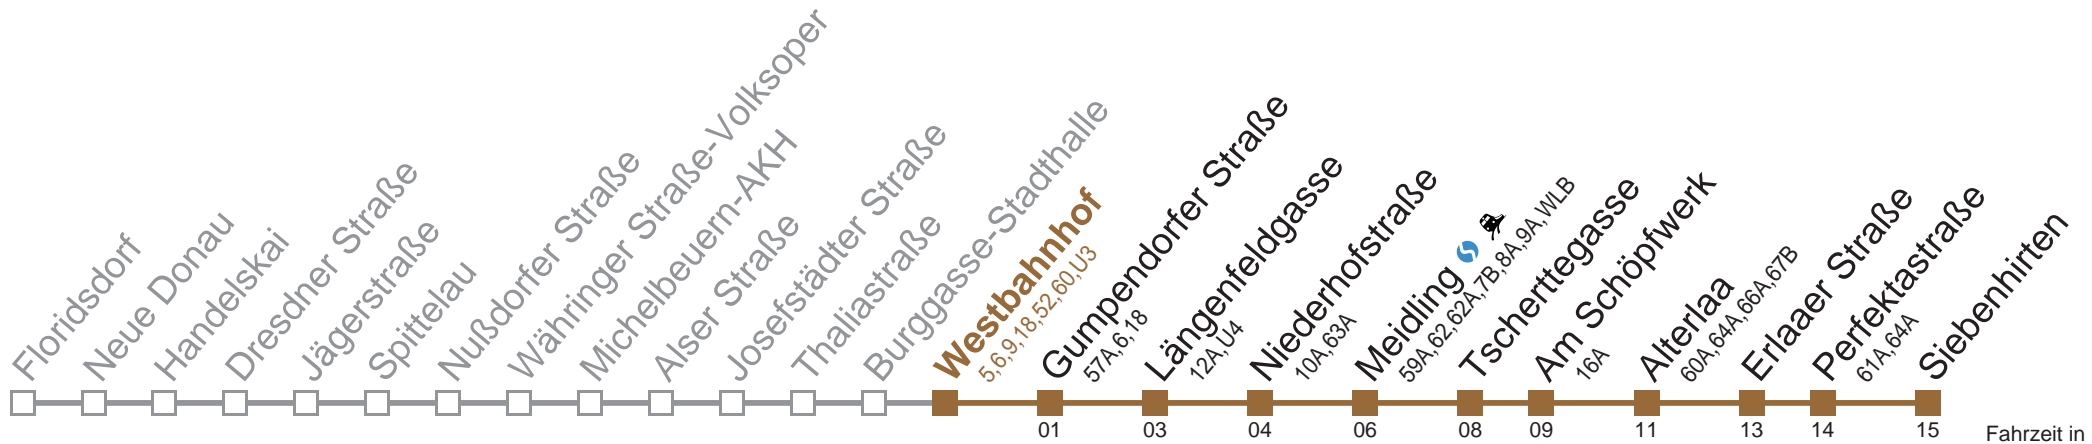 Floridsdorf
Neue Donau
Handelskai
Dresdner Straße
Jägerstraße
Spittelau
Nußdorfer Straße
Währinger Straße-Volksoper
Michelbeuern-AKH
Alser Straße
Josefstädter Straße
Thaliastraße
Burggasse-Stadthalle
Westbahnhof
5,6,9,18,52,60,U3
Gumpendorfer Straße
57A,6,18
Längenfeldgasse
12A,U4
Niederhofstraße
10A,63A
Meidling
59A,62,62A,7B,8A,9A,WLB
Tscherttegasse
Am Schöpfwerk
16A
Alterlaa
60A,64A,66A,67B
Erlaaer Straße
Perfektastraße
61A,64A
Siebenhirten
01 03 04 06 08 09 11 13 14 15 Fahrzeit in